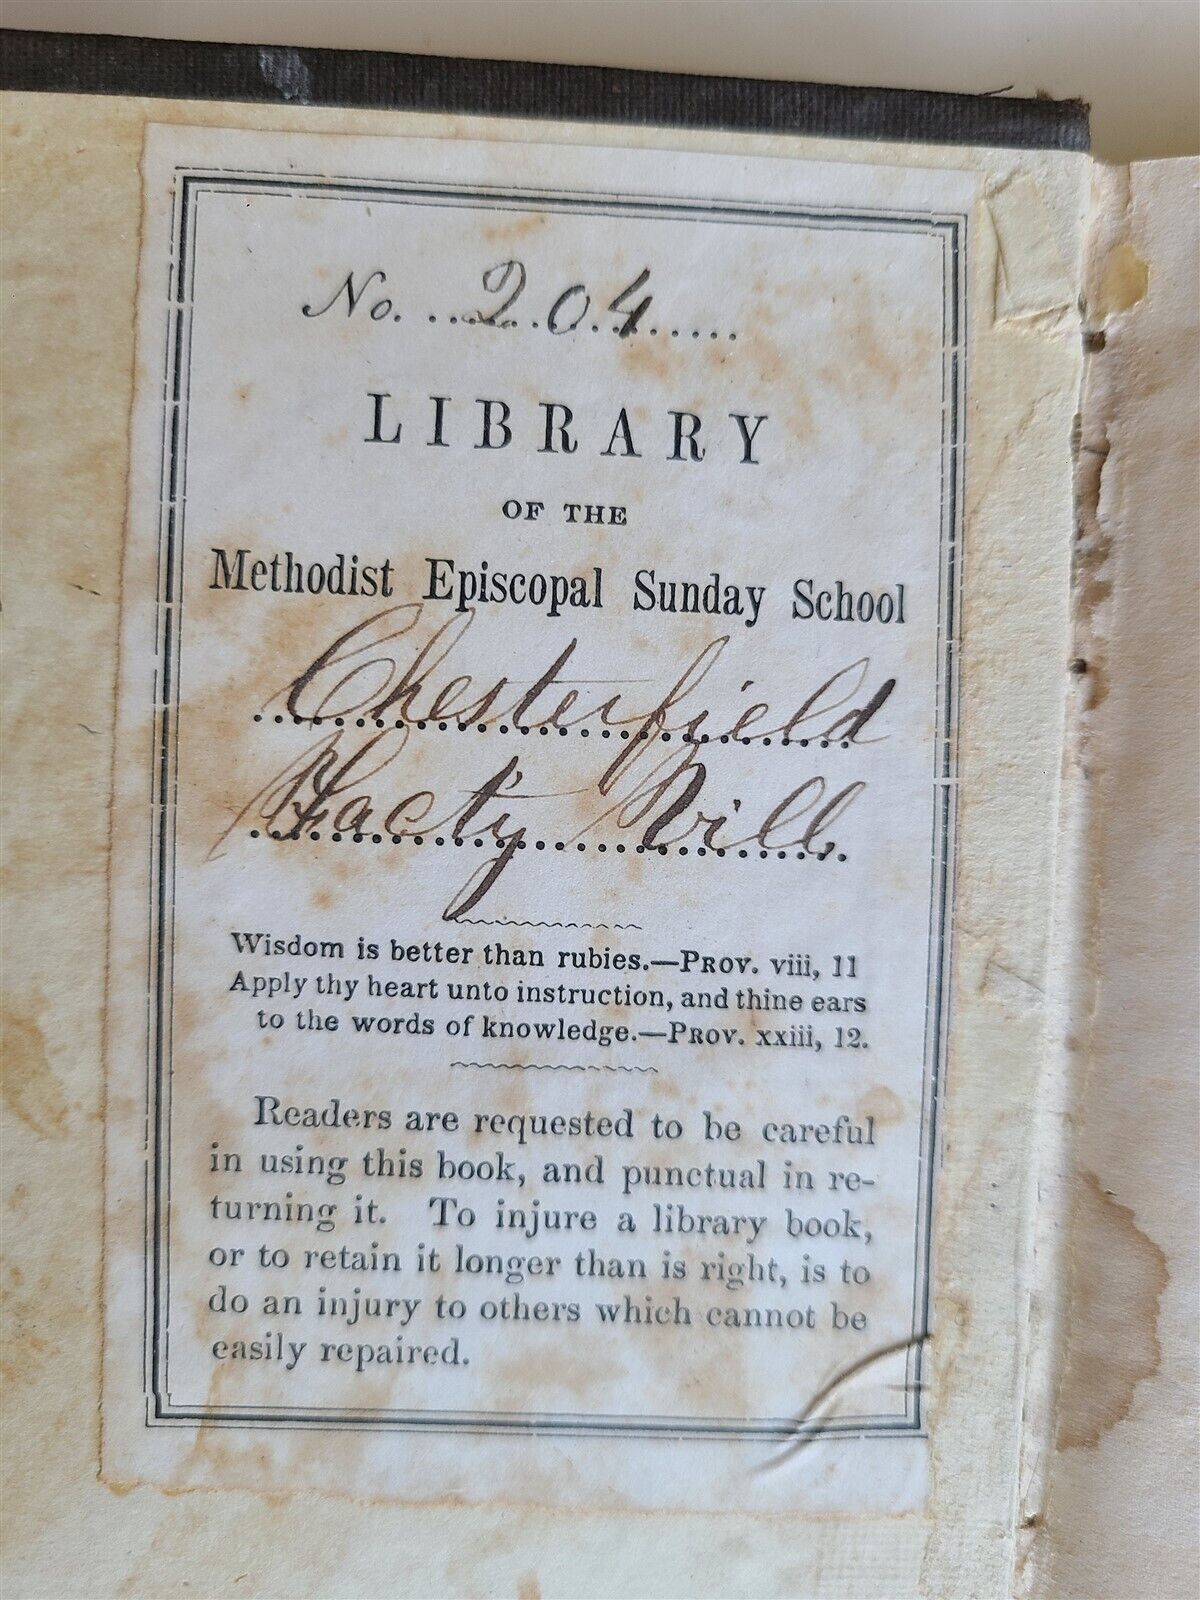 No. 204
LIBRARY
OF THE
Methodist Episcopal Sunday School
Chesterfield
Fact'y Vill.
Wisdom is better than rubies.—PROV. viii, 11
Apply thy heart unto instruction, and thine ears
to the words of knowledge.—PROV. xxiii, 12.
Readers are requested to be careful
in using this book, and punctual in re-
turning it. To injure a library book,
or to retain it longer than is right, is to
do an injury to others which cannot be
easily repaired.